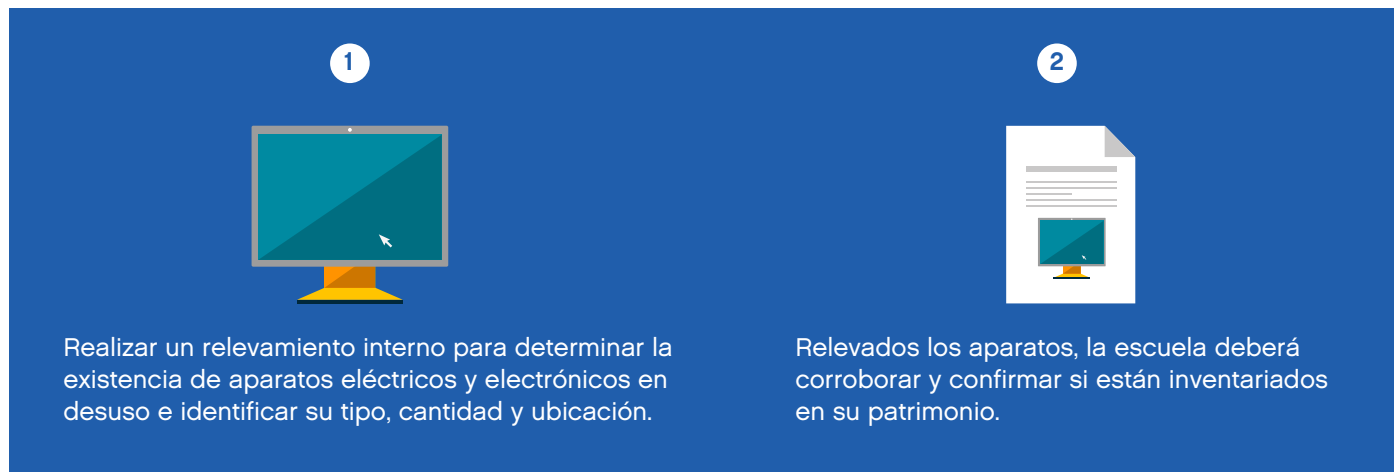 1
Realizar un relevamiento interno para determinar la
existencia de aparatos eléctricos y electrónicos en
desuso e identificar su tipo, cantidad y ubicación.
2
Relevados los aparatos, la escuela deberá
corroborar y confirmar si están inventariados
en su patrimonio.